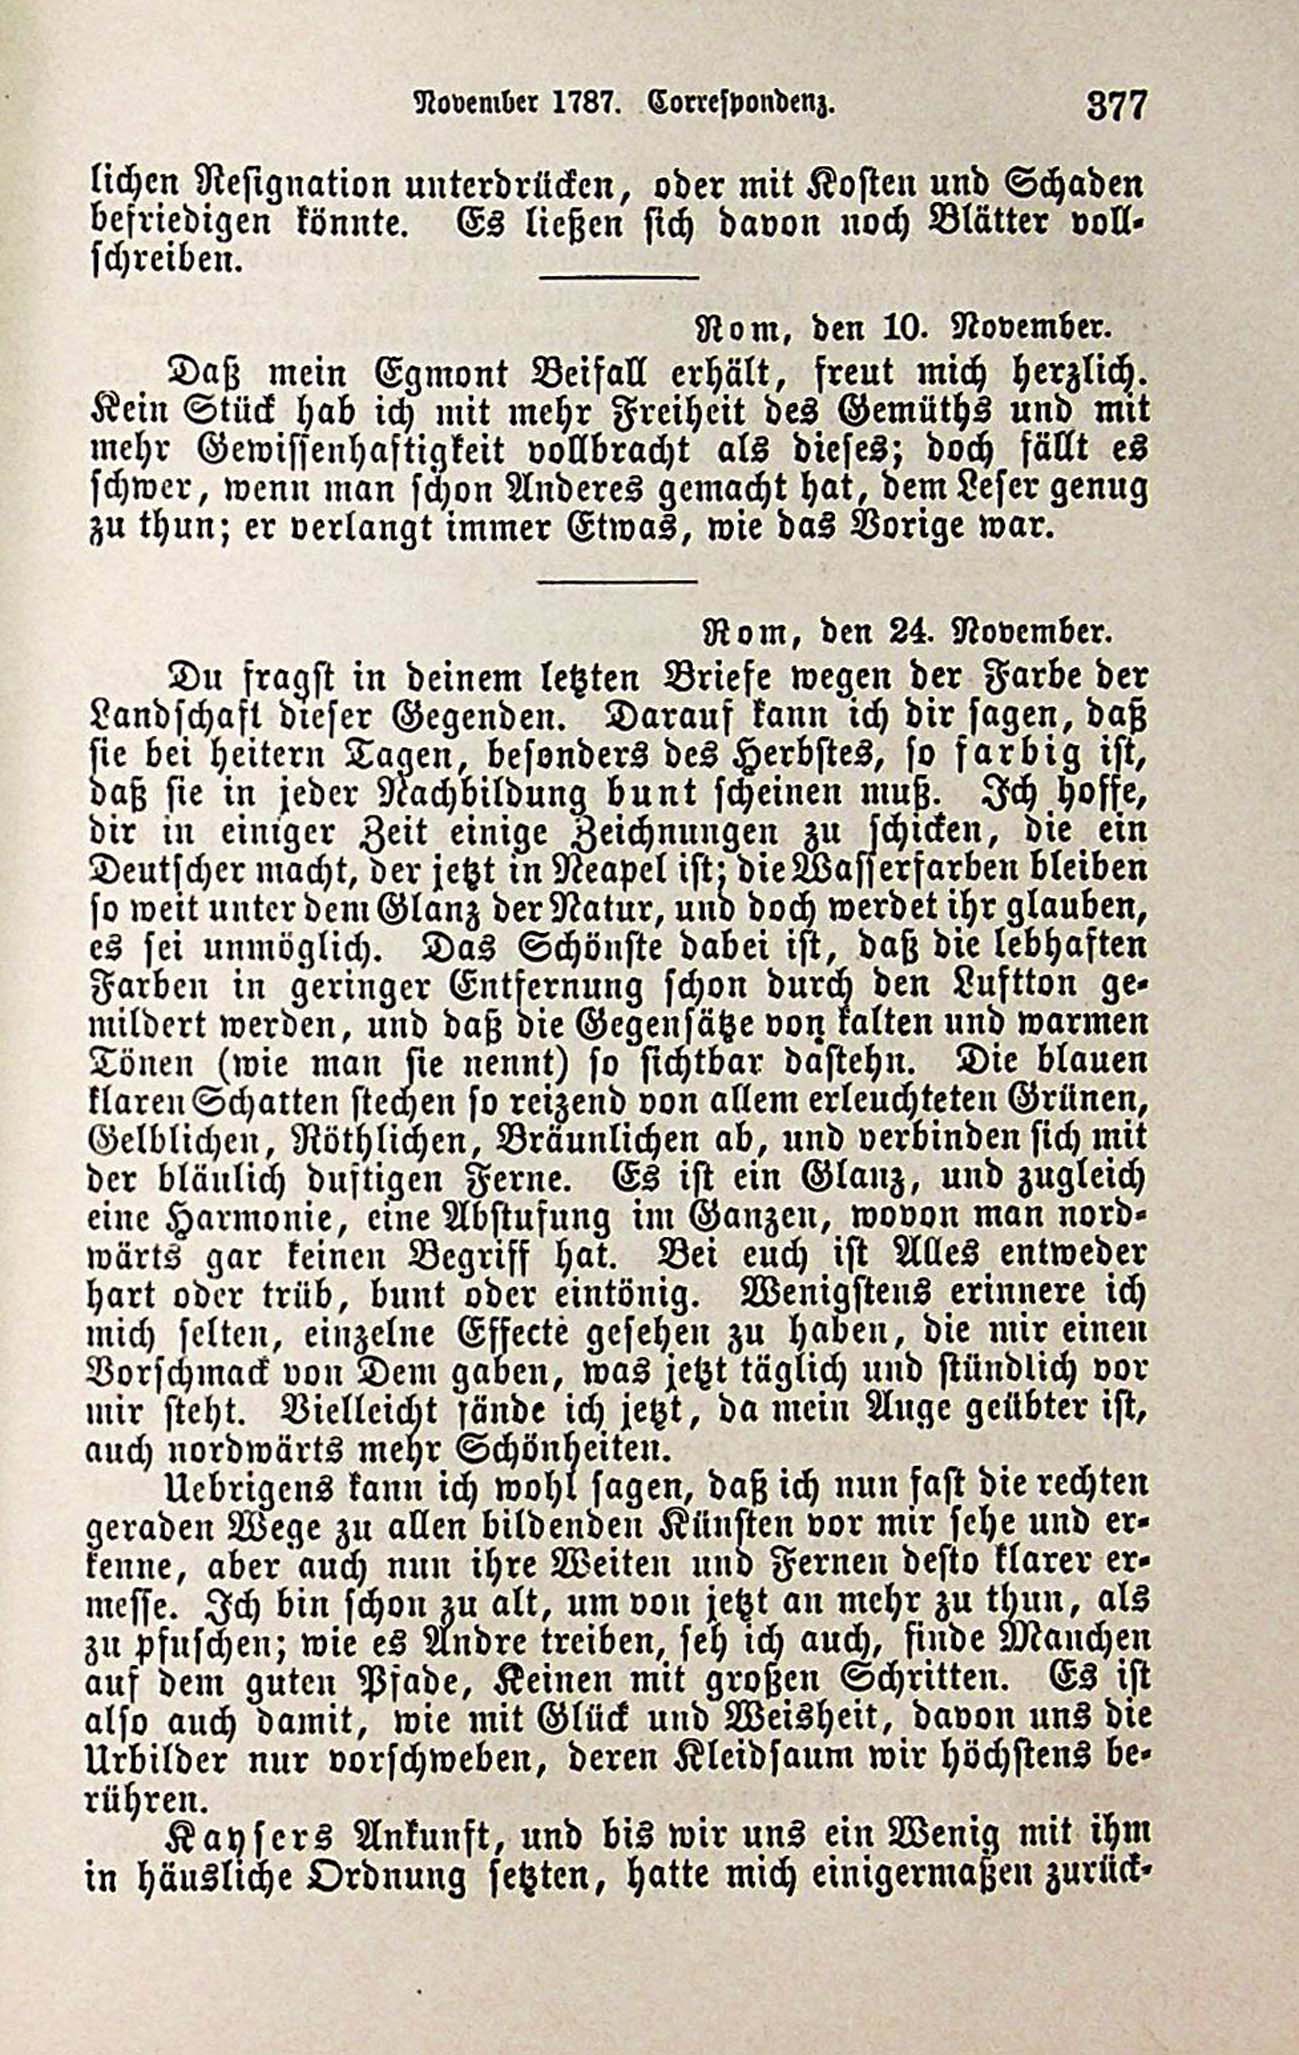 November 1787. Correspondenz. 377
lichen Resignation unterdrücken, oder mit Kosten und Schaden
befriedigen könnte. Es ließen sich davon noch Blätter voll-
schreiben.
Rom, den 10. November.
Daß mein Egmont Beifall erhält, freut mich herzlich.
Kein Stück hab ich mit mehr Freiheit des Gemüths und mit
mehr Gewissenhaftigkeit vollbracht als dieses; doch fällt es
schwer, wenn man schon Anderes gemacht hat, dem Leser genug
zu thun; er verlangt immer Etwas, wie das Vorige war.
Rom, den 24. November.
Du fragst in deinem letzten Briefe wegen der Farbe der
Landschaft dieser Gegenden. Darauf kann ich dir sagen, daß
sie bei heitern Tagen, besonders des Herbstes, so farbig ist,
daß sie in jeder Nachbildung bunt scheinen muß. Ich hoffe,
dir in einiger Zeit einige Zeichnungen zu schicken, die ein
Deutscher macht, der jetzt in Neapel ist; die Wasserfarben bleiben
so weit unter dem Glanz der Natur, und doch werdet ihr glauben,
es sei unmöglich. Das Schönste dabei ist, daß die lebhaften
Farben in geringer Entfernung schon durch den Luftton ge-
mildert werden, und daß die Gegensätze von kalten und warmen
Tönen (wie man sie nennt) so sichtbar dastehn. Die blauen
klaren Schatten stechen so reizend von allem erleuchteten Grünen,
Gelblichen, Röthlichen, Bräunlichen ab, und verbinden sich mit
der bläulich duftigen Ferne. Es ist ein Glanz, und zugleich
eine Harmonie, eine Abstufung im Ganzen, wovon man nord-
wärts gar keinen Begriff hat. Bei euch ist Alles entweder
hart oder trüb, bunt oder eintönig. Wenigstens erinnere ich
mich selten, einzelne Effecte gesehen zu haben, die mir einen
Vorschmack von Dem gaben, was jetzt täglich und stündlich vor
mir steht. Vielleicht fände ich jetzt, da mein Auge geübter ist,
auch nordwärts mehr Schönheiten.
Uebrigens kann ich wohl sagen, daß ich nun fast die rechten
geraden Wege zu allen bildenden Künsten vor mir sehe und er-
kenne, aber auch nun ihre Weiten und Fernen desto klarer er-
messe. Ich bin schon zu alt, um von jetzt an mehr zu thun, als
zu pfuschen; wie es Andre treiben, seh ich auch, finde Manchen
auf dem guten Pfade, Keinen mit großen Schritten. Es ist
also auch damit, wie mit Glück und Weisheit, davon uns die
Urbilder nur vorschweben, deren Kleidsaum wir höchstens be-
rühren.
Kaysers Ankunft, und bis wir uns ein Wenig mit ihm
in häusliche Ordnung setzten, hatte mich einigermaßen zurück-